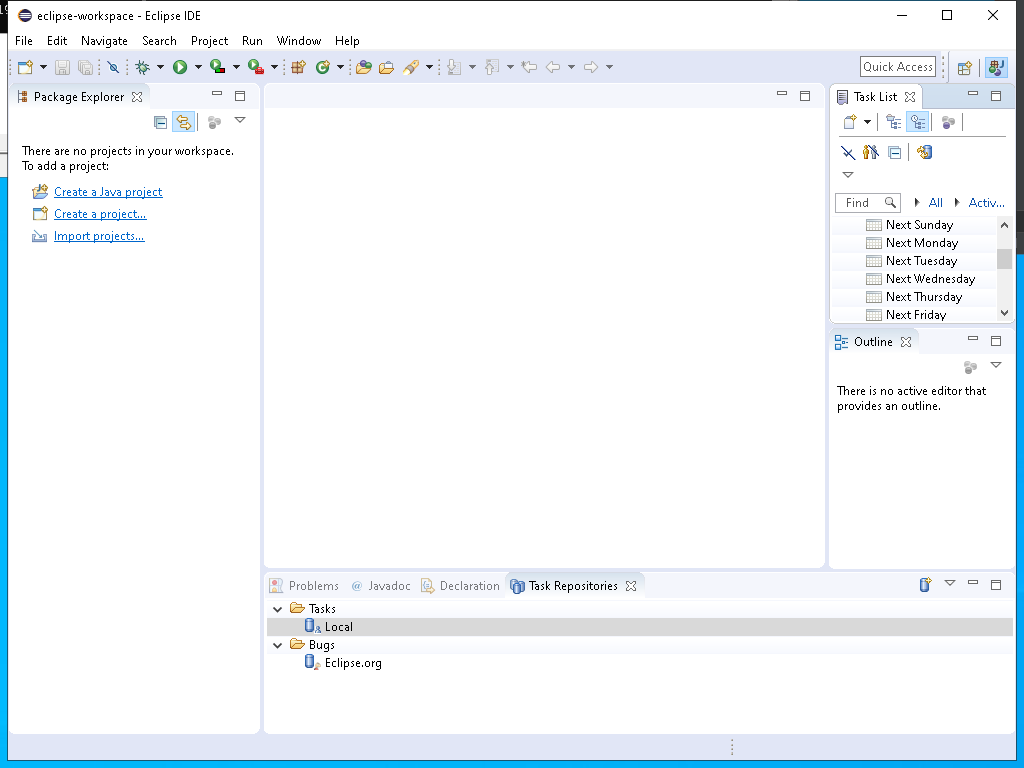 eclipse-workspace - Eclipse IDE
File Edit Navigate Search Project Run Window Help
Quick Access
Package Explorer
There are no projects in your workspace.
To add a project:
Create a Java project
Create a project...
Import projects...
Task List
Find All Activ...
Next Sunday
Next Monday
Next Tuesday
Next Wednesday
Next Thursday
Next Friday
Outline
There is no active editor that
provides an outline.
Problems @ Javadoc Declaration Task Repositories
Tasks
Local
Bugs
Eclipse.org